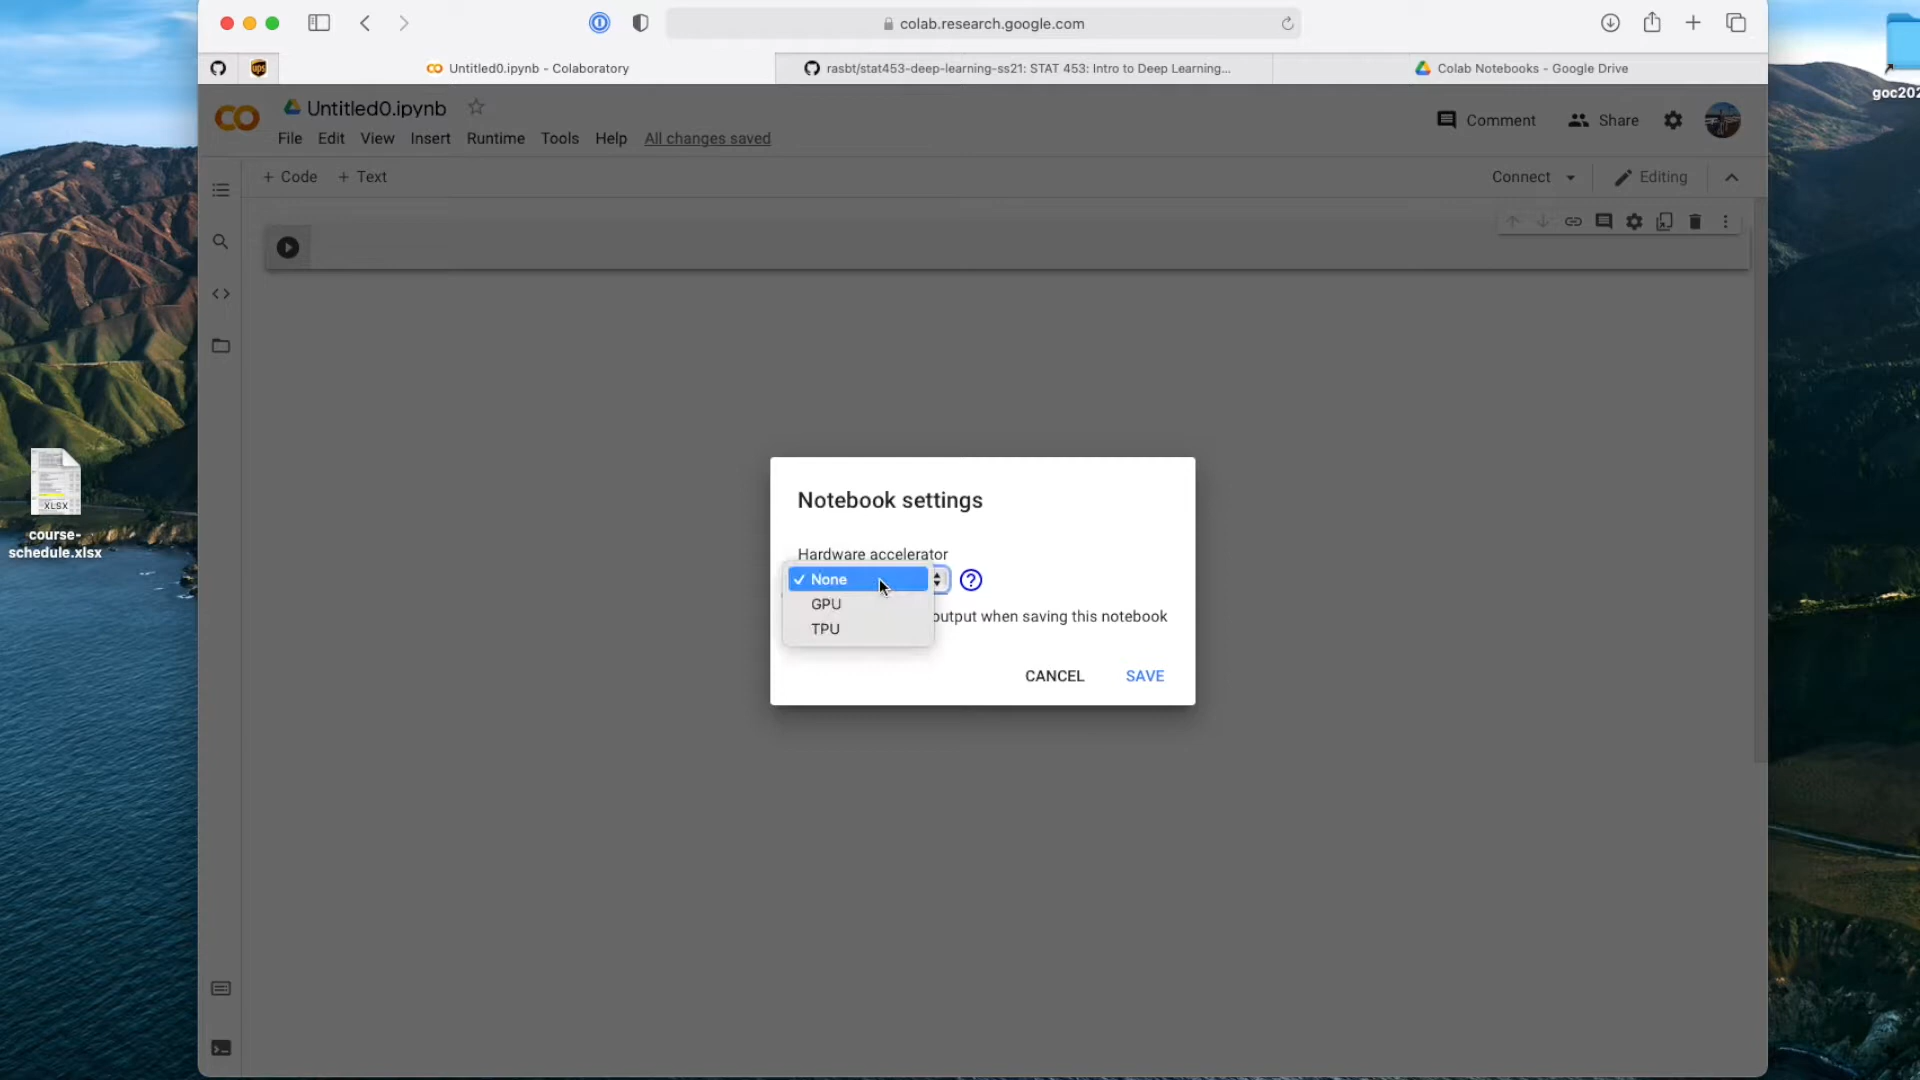 colab.research.google.com
ups
Untitled0.ipynb - Colaboratory
rasbt/stat453-deep-learning-ss21: STAT 453: Intro to Deep Learning...
Colab Notebooks - Google Drive
Untitled0.ipynb
File Edit View Insert Runtime Tools Help All changes saved
Comment
Share
+ Code + Text
Connect
Editing
goc202
XLSX
course-
schedule.xlsx
Notebook settings
Hardware accelerator
✓ None
GPU
TPU
output when saving this notebook
CANCEL
SAVE